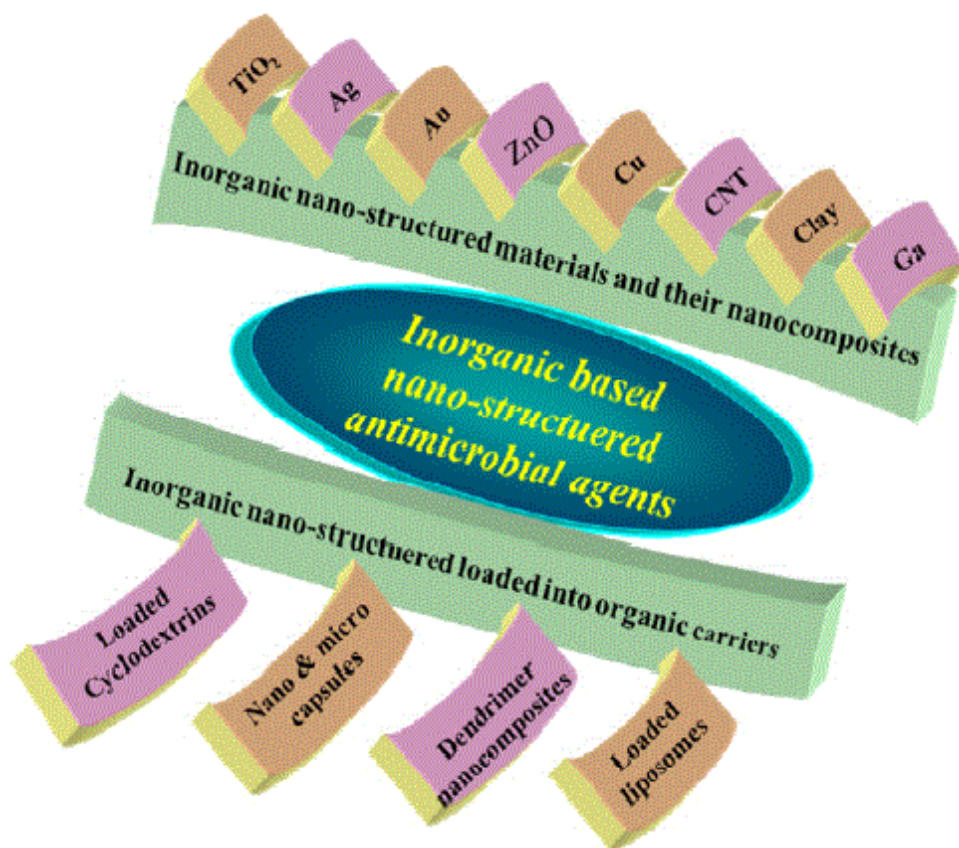 TiO₂
Ag
Au
ZnO
Cu
CNT
Clay
Ga
Inorganic nano-structured materials and their nanocomposites
Inorganic based
nano-structuered
antimicrobial agents
Inorganic nano-structuered loaded into organic carriers
Loaded
Cyclodextrins
Nano & micro
capsules
Dendrimer
nanocomposites
Loaded
liposomes